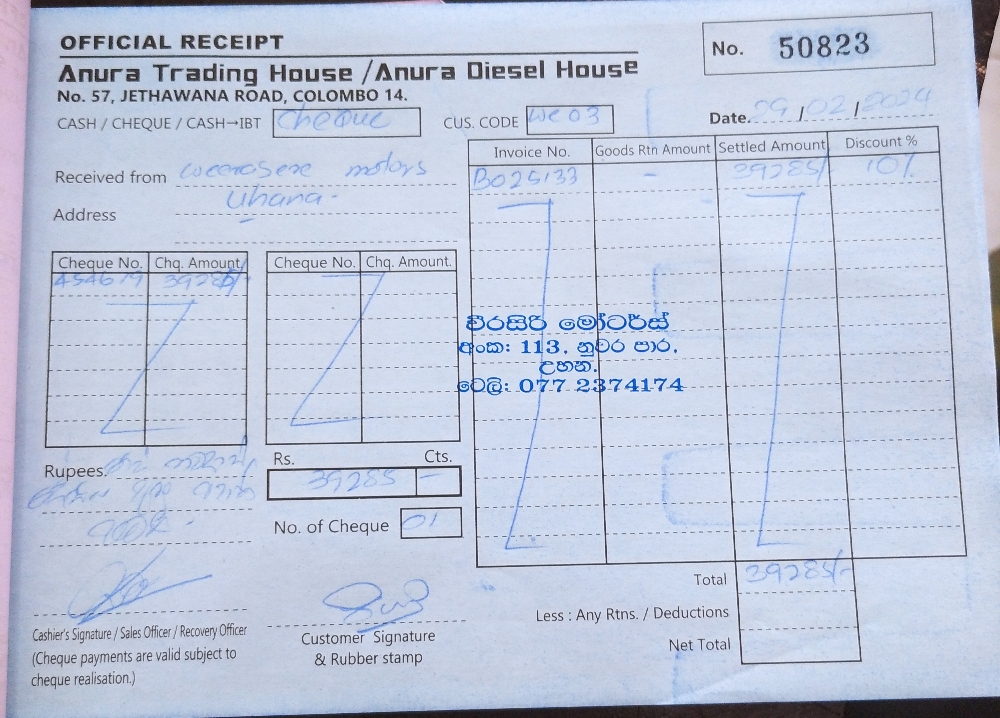 OFFICIAL RECEIPT
No. 50823
Anura Trading House /Anura Diesel House
No. 57, JETHAWANA ROAD, COLOMBO 14.
CASH / CHEQUE / CASH→IBT Cheque
CUS. CODE WE 03
Date. 29/02/2024
Received from weeraSere motors
Address Uhana-
Invoice No. Goods Rtn Amount Settled Amount Discount %
B025133 - 39285/- 10%
Cheque No. Chq. Amount. Cheque No. Chq. Amount.
454679 39285/-
වීරසිරි මෝටර්ස්
අංක: 113, නුවර පාර,
උහන.
ටෙලි: 077 2374174
Rupees.
Rs. Cts.
39285 -
No. of Cheque 01
Total 39285/-
Less : Any Rtns. / Deductions
Net Total
Cashier's Signature / Sales Officer / Recovery Officer
(Cheque payments are valid subject to
cheque realisation.)
Customer Signature
& Rubber stamp